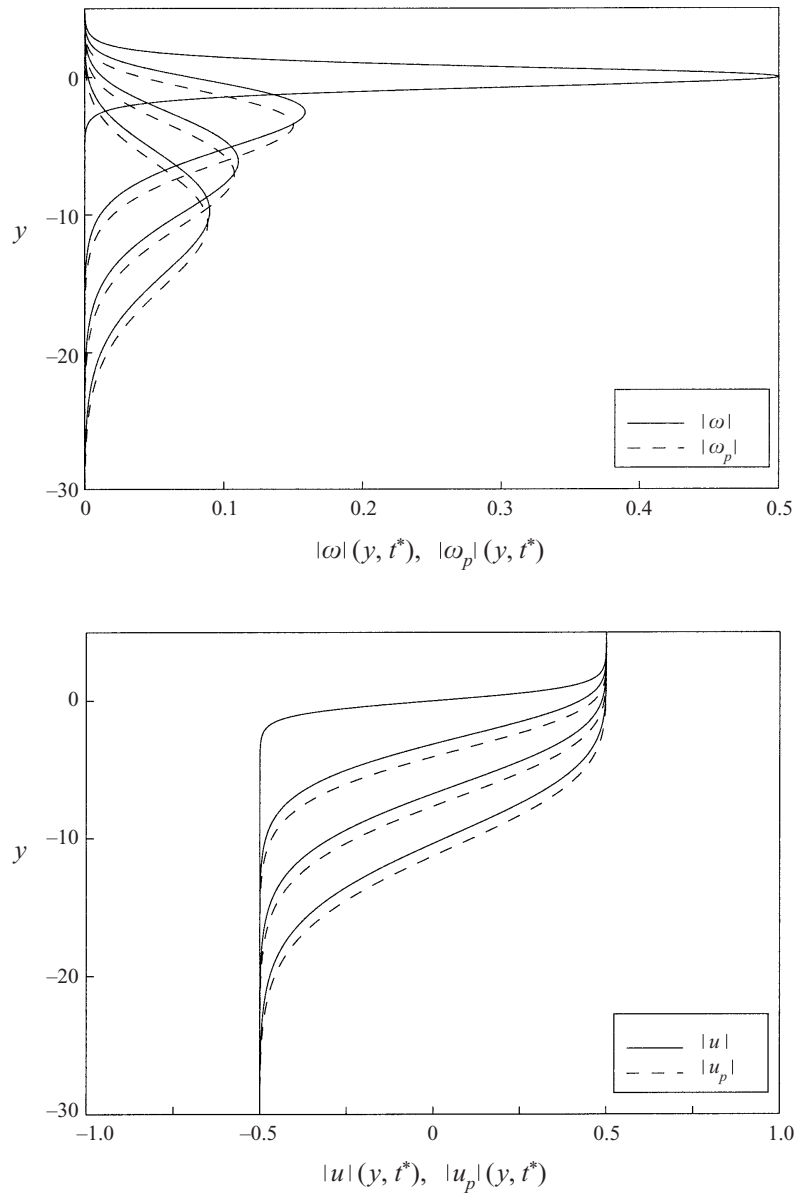 0
–10
–20
–30
y
|ω|
|ω_p|
0 0.1 0.2 0.3 0.4 0.5
|ω|(y, t*), |ω_p|(y, t*)
0
–10
–20
–30
y
|u|
|u_p|
–1.0 –0.5 0 0.5 1.0
|u|(y, t*), |u_p|(y, t*)